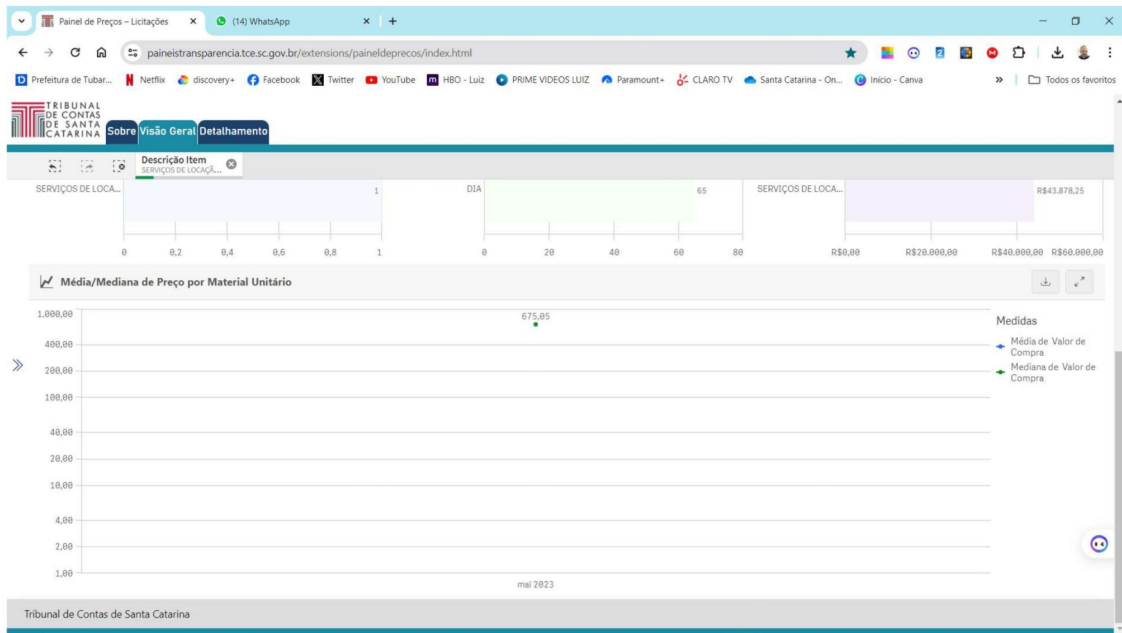 Painel de Preços – Licitações
(14) WhatsApp
paineistransparencia.tce.sc.gov.br/extensions/paineldeprecos/index.html
Prefeitura de Tubar... Netflix discovery+ Facebook Twitter YouTube HBO - Luiz PRIME VIDEOS LUIZ Paramount+ CLARO TV Santa Catarina - On... Início - Canva » Todos os favoritos
TRIBUNAL
DE CONTAS
DE SANTA
CATARINA
Sobre Visão Geral Detalhamento
Descrição Item
SERVIÇOS DE LOCAÇÃ...
SERVIÇOS DE LOCA... 1 DIA 65 SERVIÇOS DE LOCA... R$43.878,25
0 0,2 0,4 0,6 0,8 1 0 20 40 60 80 R$0,00 R$20.000,00 R$40.000,00 R$60.000,00
Média/Mediana de Preço por Material Unitário
1.000,00
675,05
400,00
200,00
100,00
40,00
20,00
10,00
4,00
2,00
1,00
mai 2023
Medidas
Média de Valor de
Compra
Mediana de Valor de
Compra
Tribunal de Contas de Santa Catarina